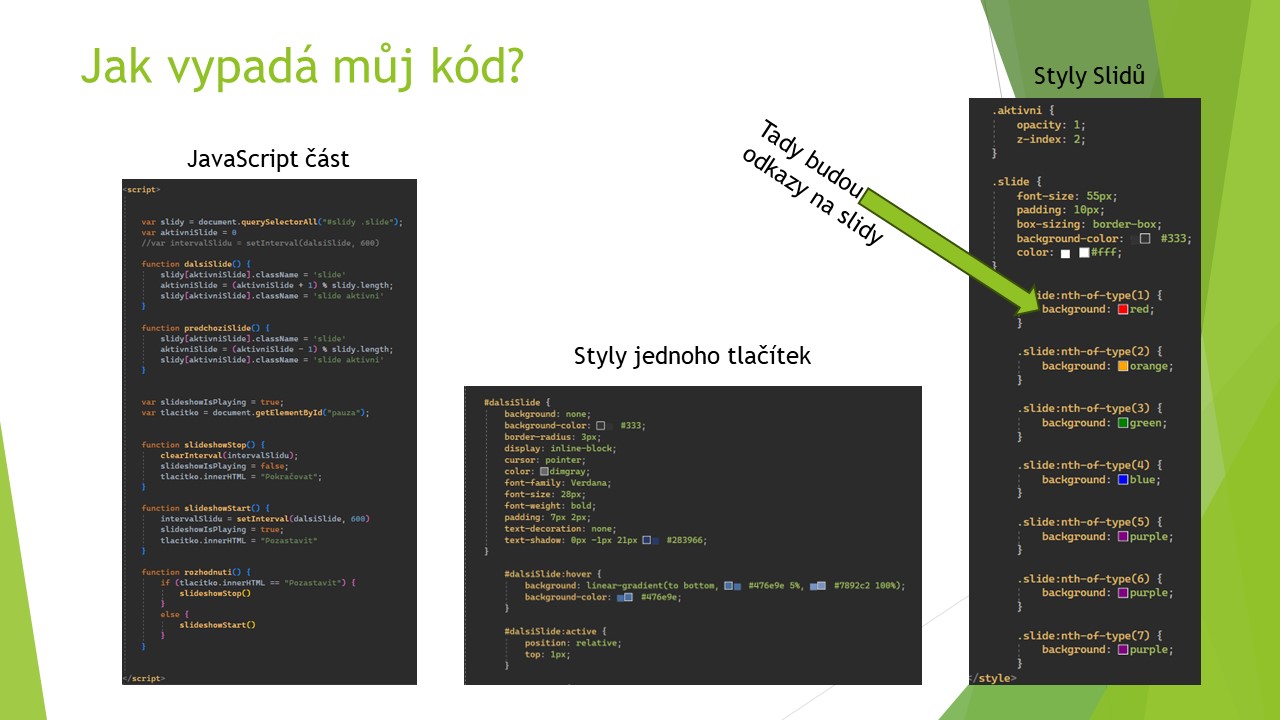 Jak vypadá můj kód?
JavaScript část
<script>
var slidy = document.querySelectorAll("#slidy .slide");
var aktivniSlide = 0
//var intervalSlidu = setInterval(dalsiSlide, 600)
function dalsiSlide() {
slidy[aktivniSlide].className = 'slide'
aktivniSlide = (aktivniSlide + 1) % slidy.length;
slidy[aktivniSlide].className = 'slide aktivni'
}
function predchoziSlide() {
slidy[aktivniSlide].className = 'slide'
aktivniSlide = (aktivniSlide - 1) % slidy.length;
slidy[aktivniSlide].className = 'slide aktivni'
}
var slideshowIsPlaying = true;
var tlacitko = document.getElementById("pauza");
function slideshowStop() {
clearInterval(intervalSlidu);
slideshowIsPlaying = false;
tlacitko.innerHTML = "Pokračovat";
}
function slideshowStart() {
intervalSlidu = setInterval(dalsiSlide, 600)
slideshowIsPlaying = true;
tlacitko.innerHTML = "Pozastavit"
}
function rozhodnuti() {
if (tlacitko.innerHTML == "Pozastavit") {
slideshowStop()
}
else {
slideshowStart()
}
}
</script>
Styly jednoho tlačítek
#dalsiSlide {
background: none;
background-color: #333;
border-radius: 3px;
display: inline-block;
cursor: pointer;
color: dimgray;
font-family: Verdana;
font-size: 28px;
font-weight: bold;
padding: 7px 2px;
text-decoration: none;
text-shadow: 0px -1px 21px #283966;
}
#dalsiSlide:hover {
background: linear-gradient(to bottom, #476e9e 5%, #7892c2 100%);
background-color: #476e9e;
}
#dalsiSlide:active {
position: relative;
top: 1px;
}
Tady budou
odkazy na slidy
Styly Slidů
.aktivni {
opacity: 1;
z-index: 2;
}
.slide {
font-size: 55px;
padding: 10px;
box-sizing: border-box;
background-color: #333;
color: #fff;
}
ide:nth-of-type(1) {
background: red;
}
.slide:nth-of-type(2) {
background: orange;
}
.slide:nth-of-type(3) {
background: green;
}
.slide:nth-of-type(4) {
background: blue;
}
.slide:nth-of-type(5) {
background: purple;
}
.slide:nth-of-type(6) {
background: purple;
}
.slide:nth-of-type(7) {
background: purple;
}
</style>